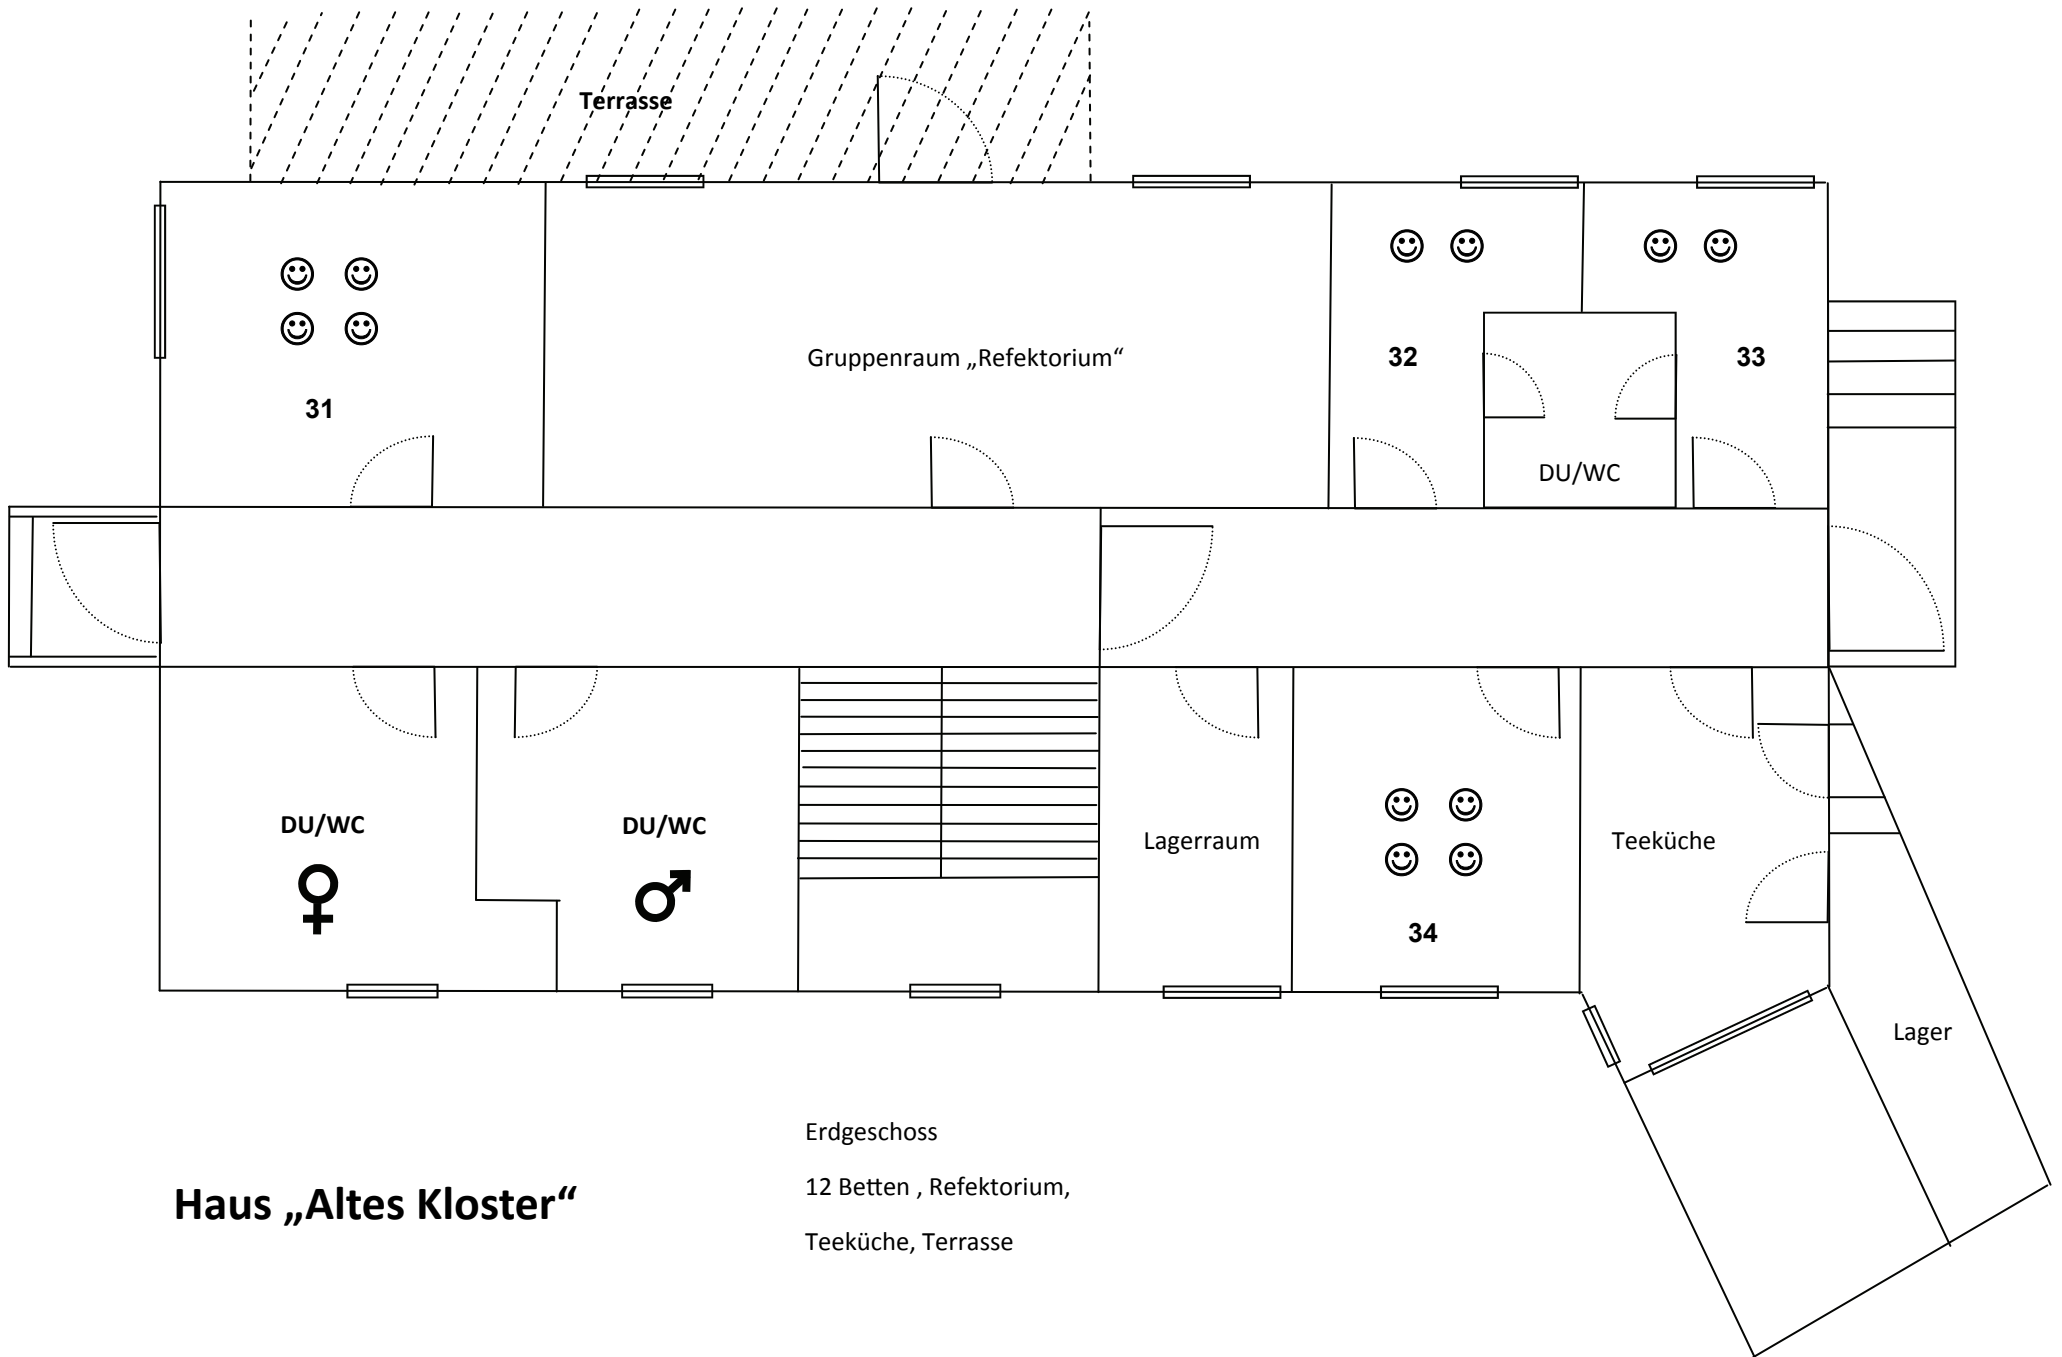 Terrasse
Gruppenraum „Refektorium“
32
33
31
DU/WC
DU/WC
DU/WC
Lagerraum
Teeküche
34
Lager
Erdgeschoss
12 Betten , Refektorium,
Teeküche, Terrasse
Haus „Altes Kloster“